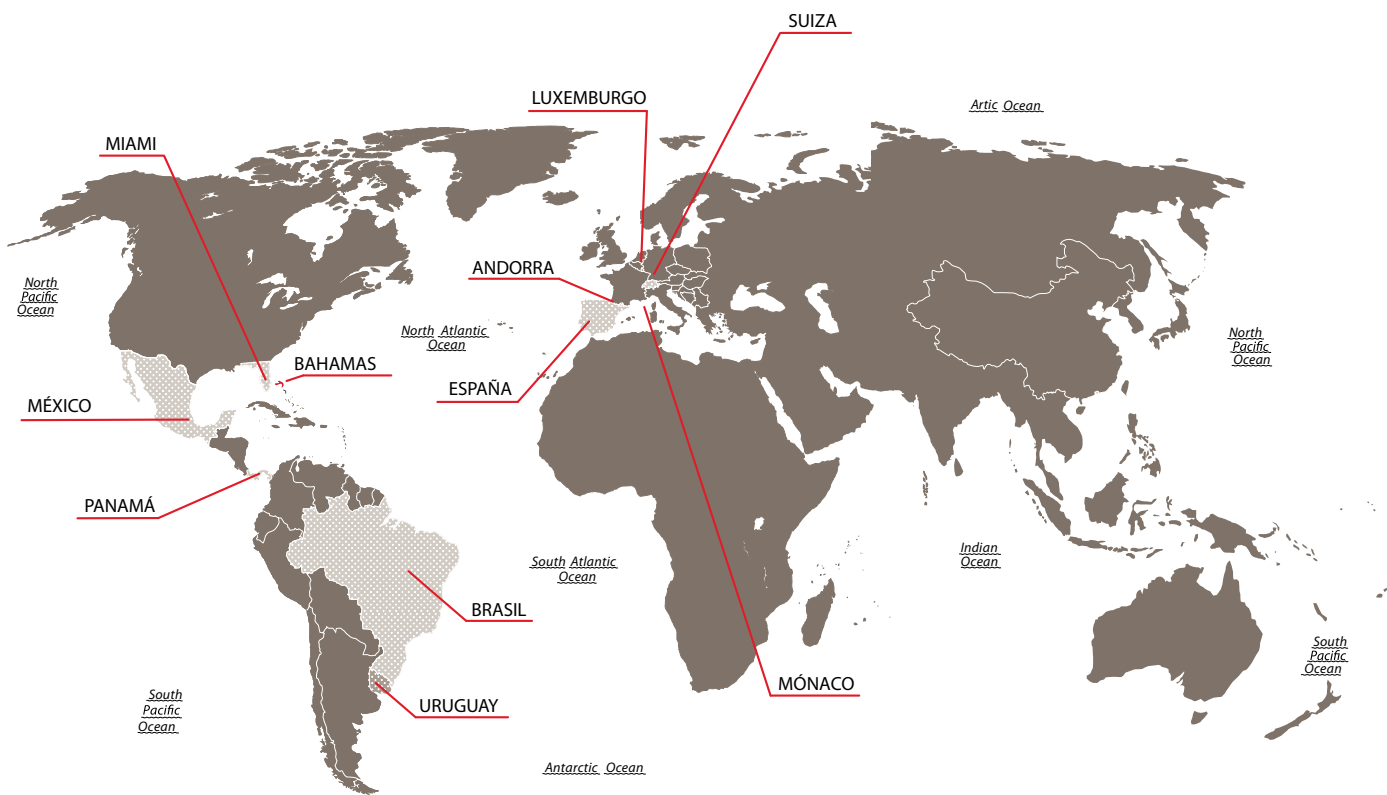 SUIZA
LUXEMBURGO
Artic Ocean
MIAMI
ANDORRA
North
Pacific
Ocean
North Atlantic
Ocean
North
Pacific
Ocean
BAHAMAS
ESPAÑA
MÉXICO
PANAMÁ
South Atlantic
Ocean
Indian
Ocean
BRASIL
South
Pacific
Ocean
MÓNACO
South
Pacific
Ocean
URUGUAY
Antarctic Ocean